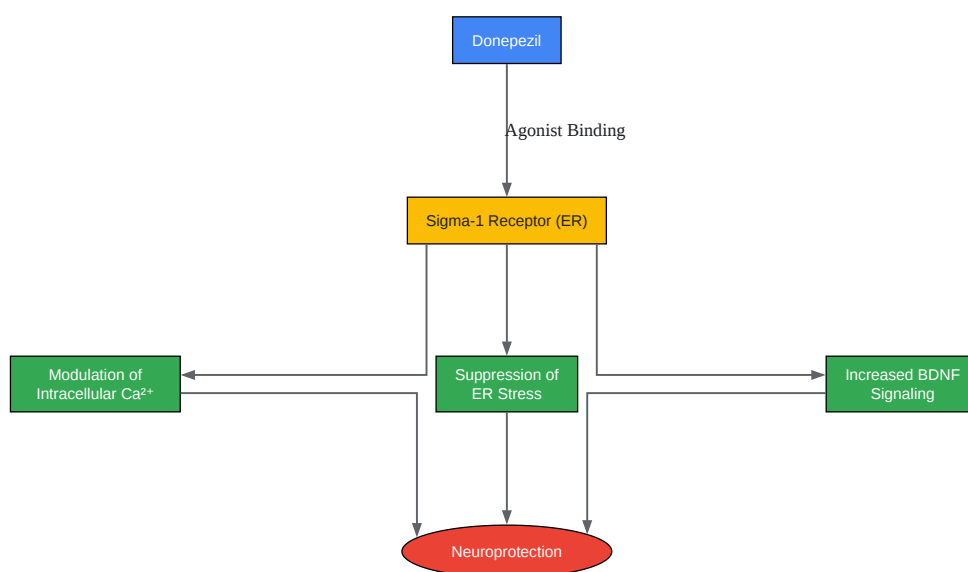 Donepezil
Agonist Binding
Sigma-1 Receptor (ER)
Modulation of
Intracellular Ca²⁺
Suppression of
ER Stress
Increased BDNF
Signaling
Neuroprotection